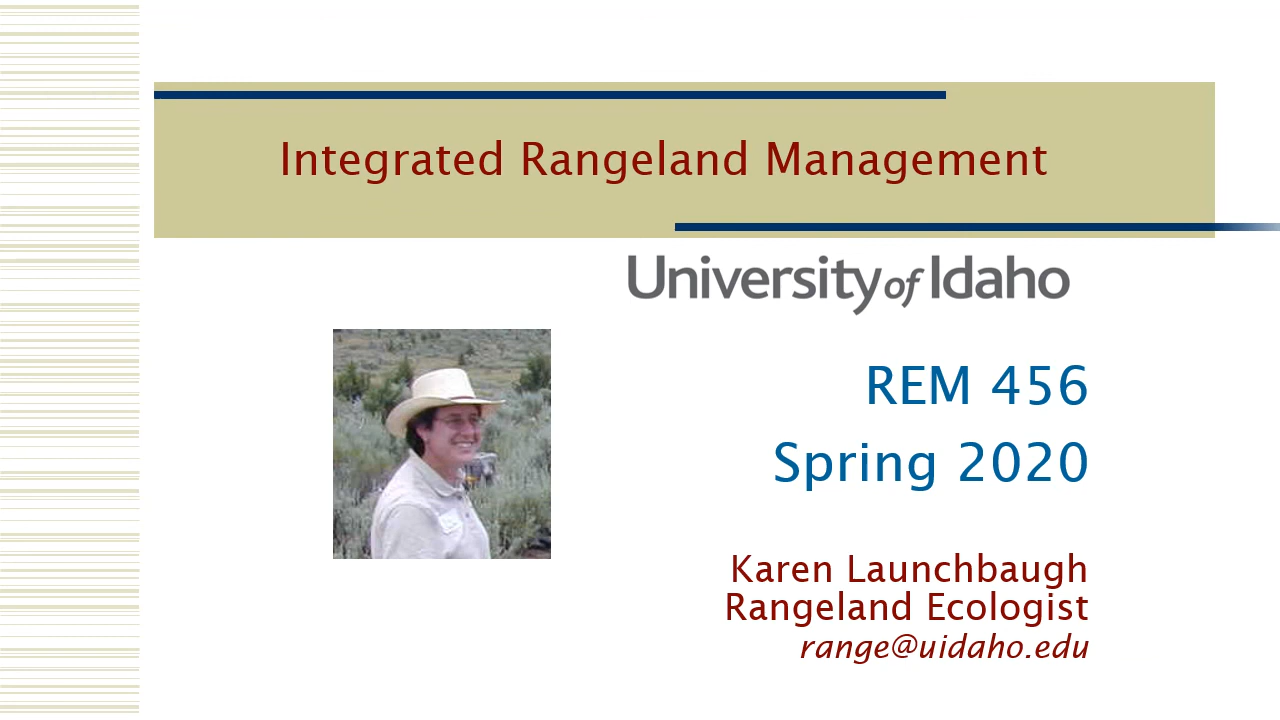 Integrated Rangeland Management
University of Idaho
REM 456
Spring 2020
Karen Launchbaugh
Rangeland Ecologist
range@uidaho.edu